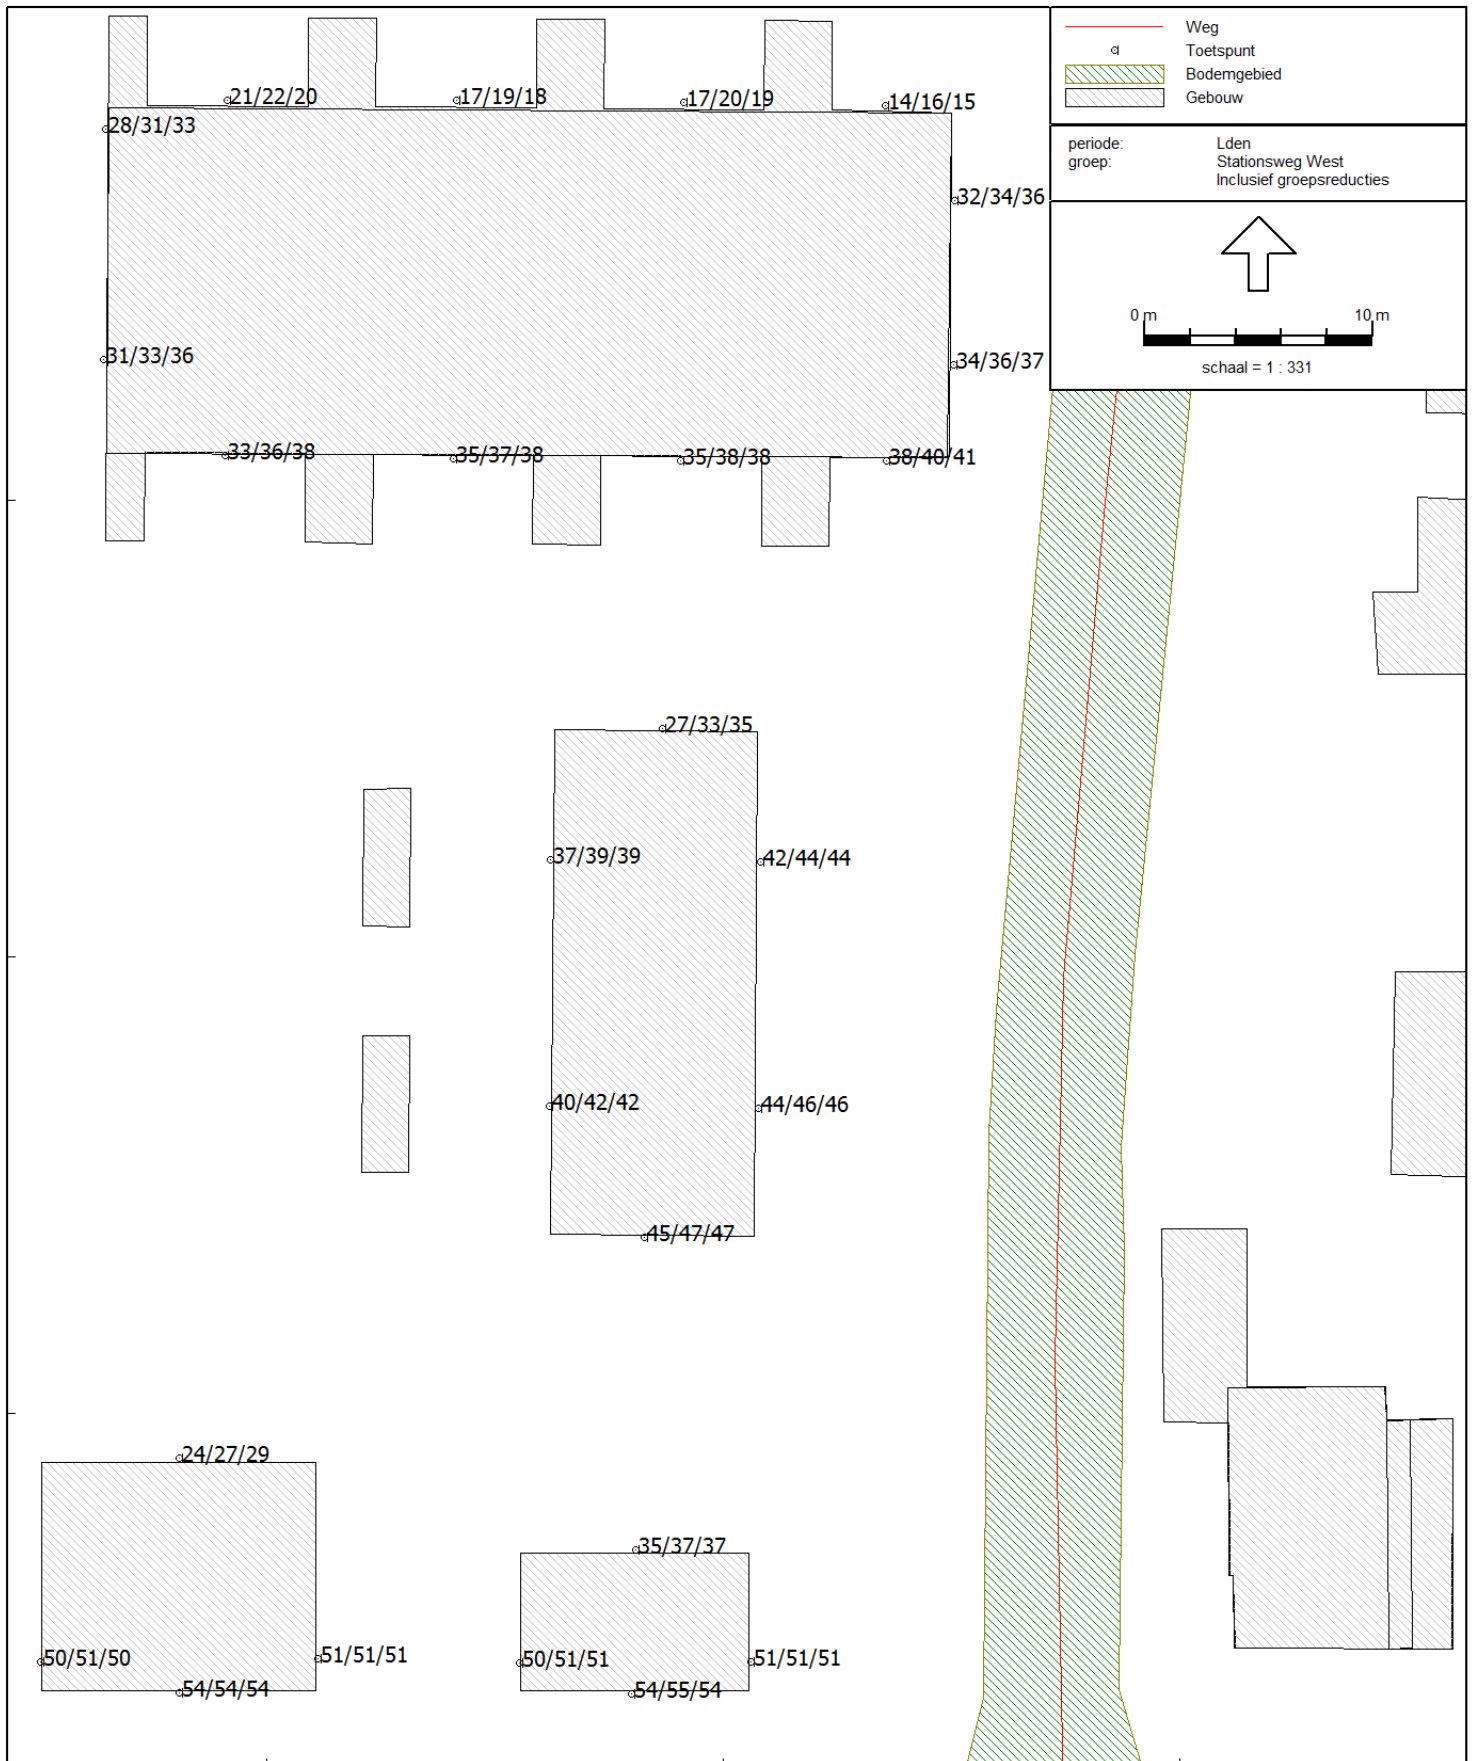 Weg
Toetspunt
Bodemgebied
Gebouw
periode: Lden
groep: Stationsweg West
Inclusief groepsreducties
0 m 10 m
schaal = 1 : 331
21/22/20 17/19/18 17/20/19 14/16/15
28/31/33
32/34/36
31/33/36 34/36/37
33/36/38 35/37/38 35/38/38 38/40/41
27/33/35
37/39/39 42/44/44
40/42/42 44/46/46
45/47/47
24/27/29
35/37/37
50/51/50 51/51/51 50/51/51 51/51/51
54/54/54 54/55/54